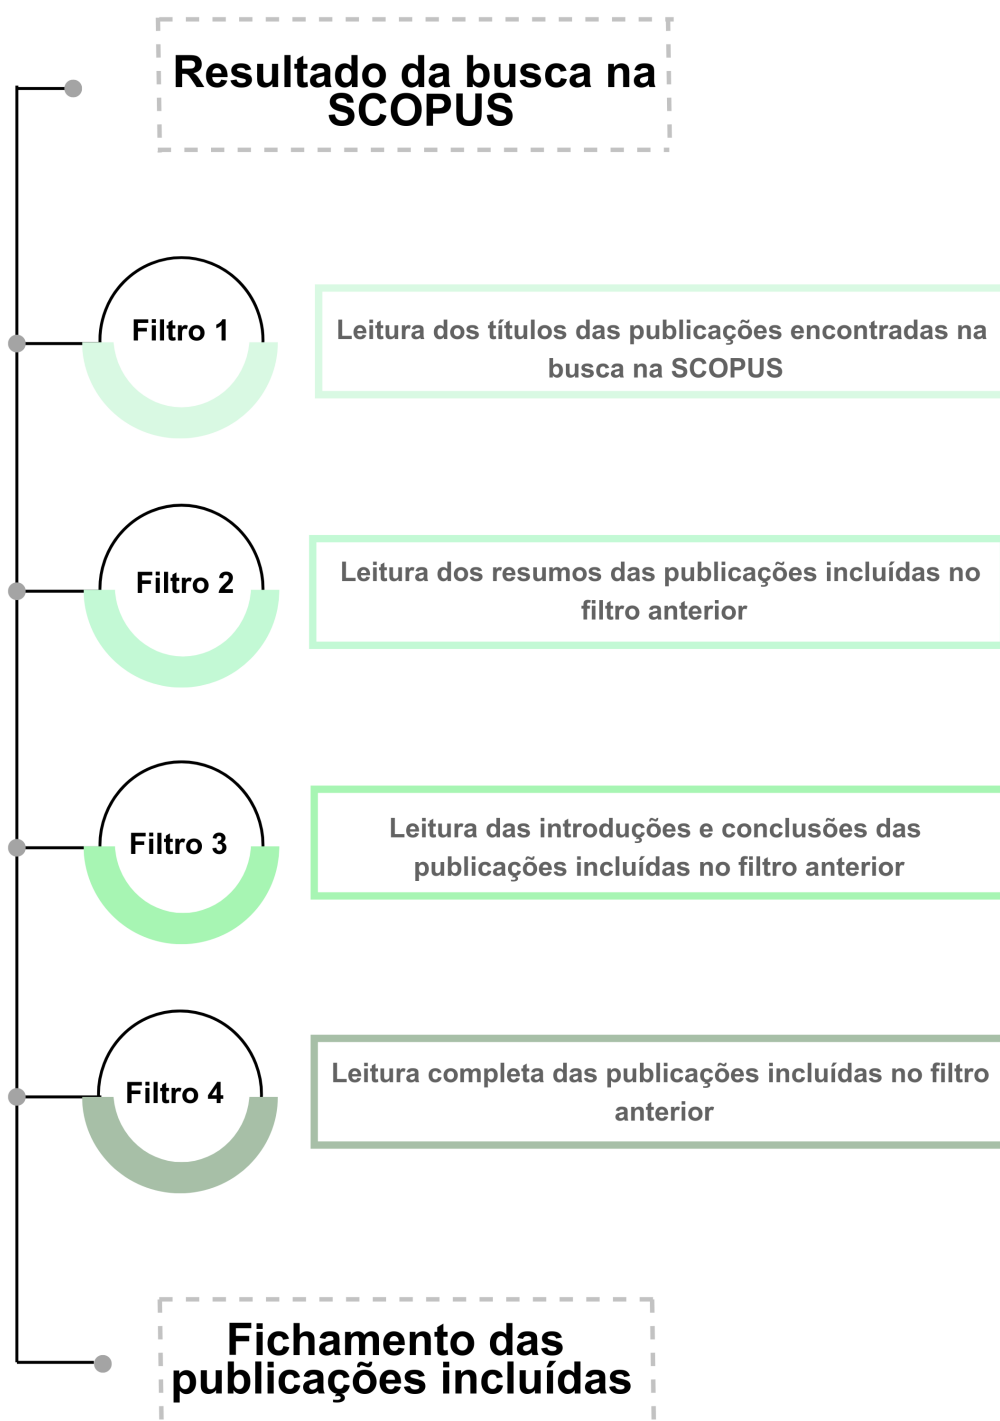 Resultado da busca na
SCOPUS
Filtro 1
Leitura dos títulos das publicações encontradas na
busca na SCOPUS
Filtro 2
Leitura dos resumos das publicações incluídas no
filtro anterior
Filtro 3
Leitura das introduções e conclusões das
publicações incluídas no filtro anterior
Filtro 4
Leitura completa das publicações incluídas no filtro
anterior
Fichamento das
publicações incluídas